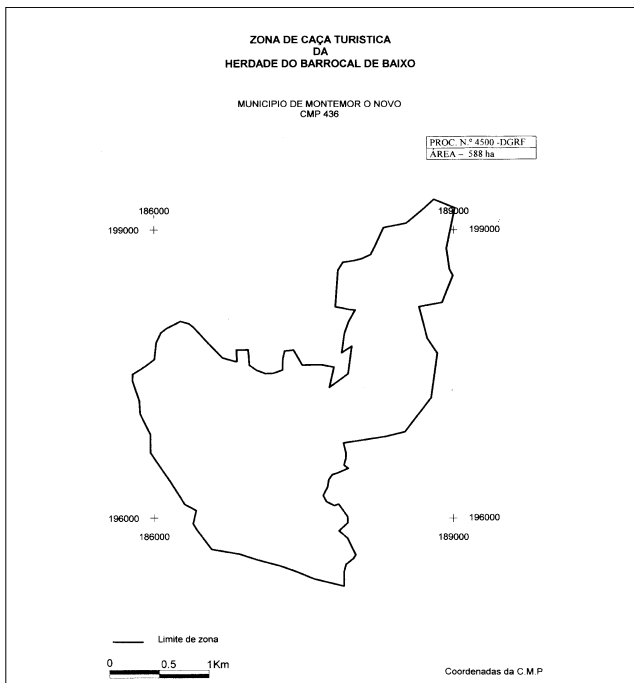 ZONA DE CAÇA TURISTICA
DA
HERDADE DO BARROCAL DE BAIXO
MUNICIPIO DE MONTEMOR O NOVO
CMP 436
PROC. N.º 4500 -DGRF
ÁREA – 588 ha
186000
189000
199000
199000
196000
196000
186000
189000
Limite de zona
0 0.5 1Km
Coordenadas da C.M.P